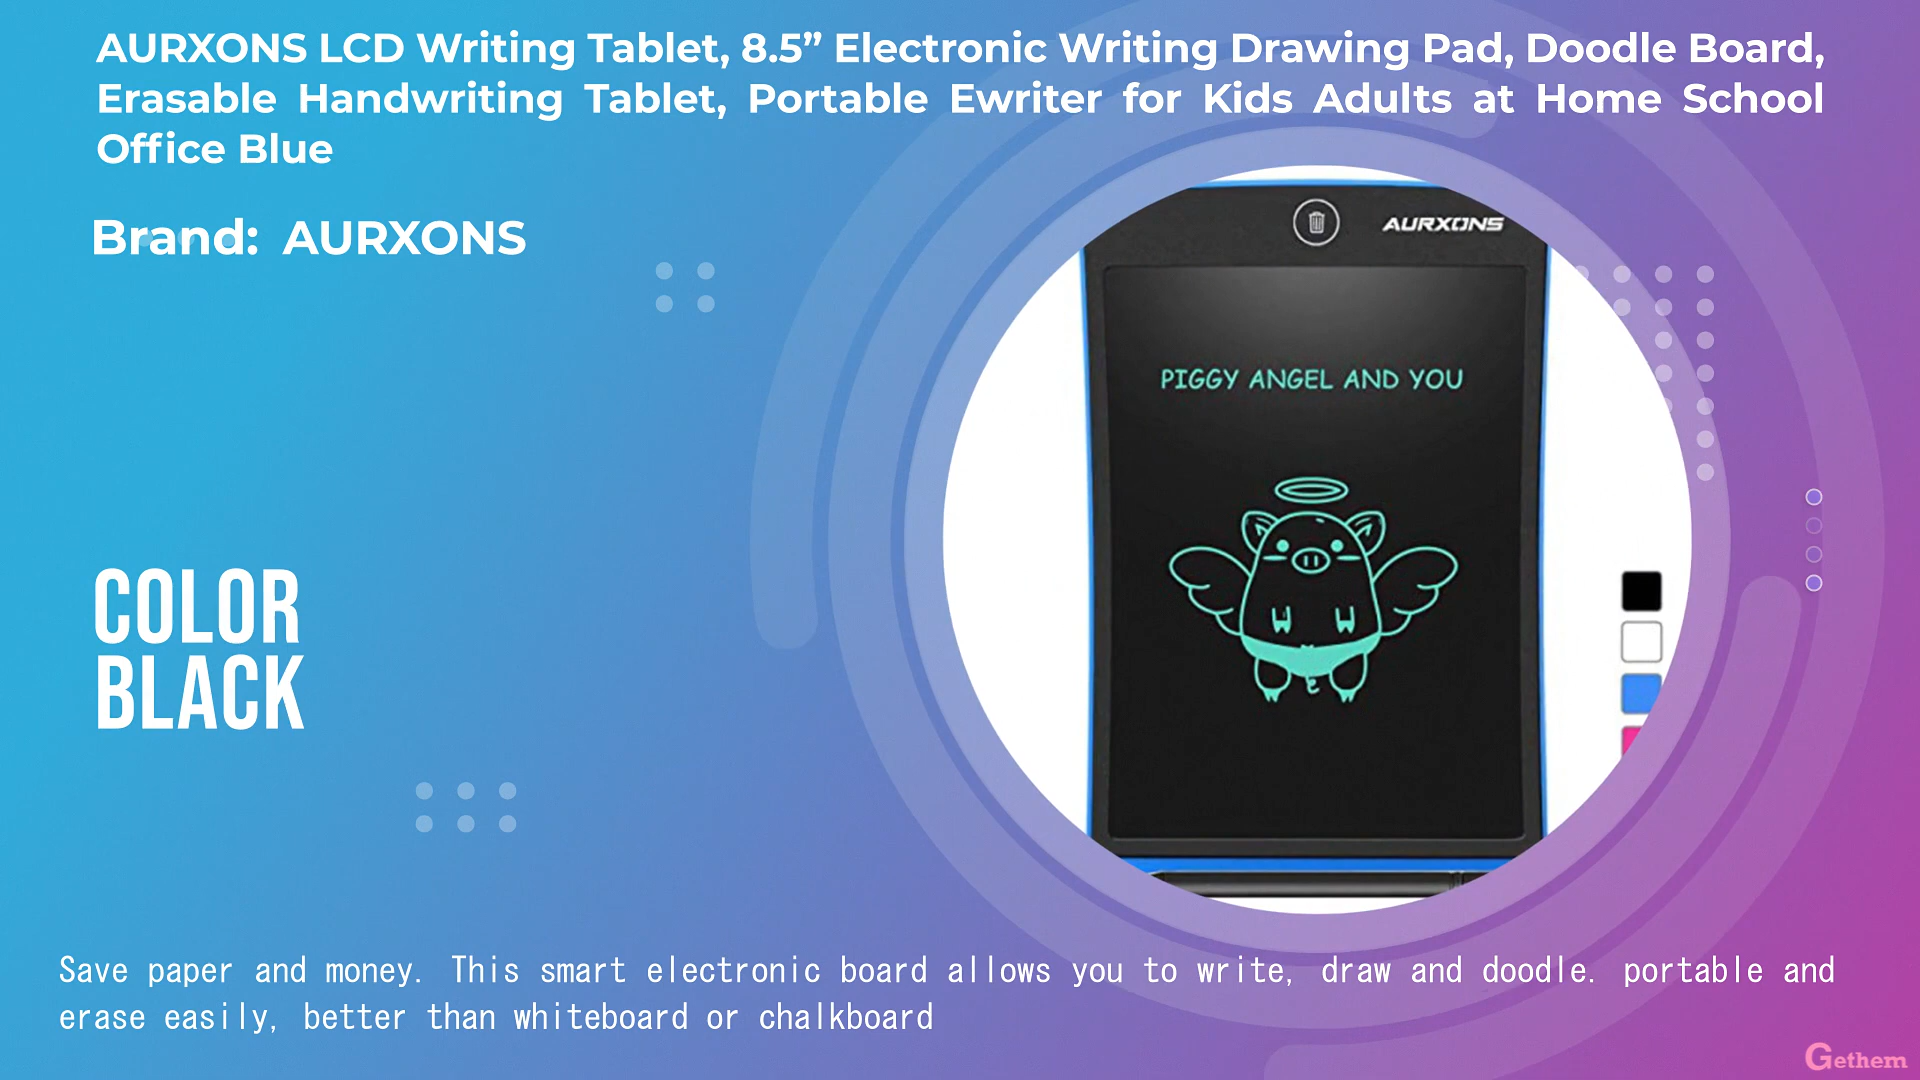 AURXONS LCD Writing Tablet, 8.5” Electronic Writing Drawing Pad, Doodle Board,
Erasable Handwriting Tablet, Portable Ewriter for Kids Adults at Home School
Office Blue
Brand: AURXONS
AURXONS
PIGGY ANGEL AND YOU
COLOR
BLACK
Save paper and money. This smart electronic board allows you to write, draw and doodle. portable and
erase easily, better than whiteboard or chalkboard
Gethem